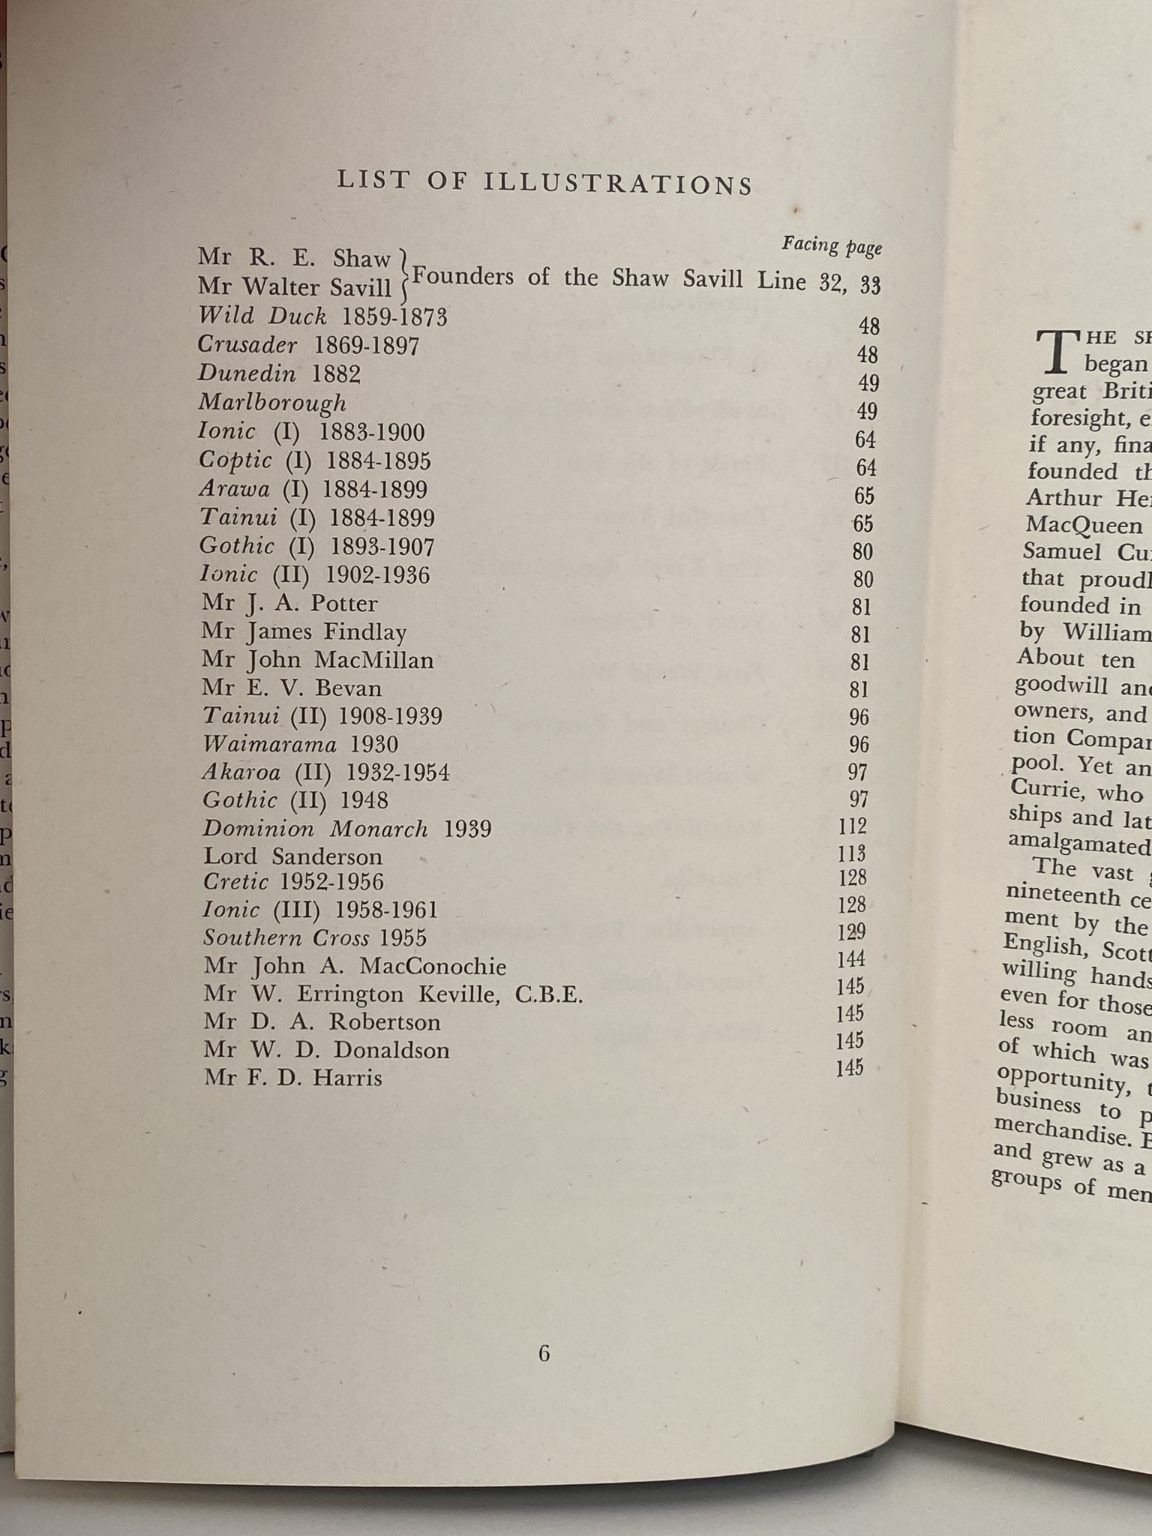 LIST OF ILLUSTRATIONS
Facing page
Mr R. E. Shaw
Mr Walter Savill } Founders of the Shaw Savill Line 32, 33
Wild Duck 1859-1873 48
Crusader 1869-1897 48
Dunedin 1882 49
Marlborough 49
Ionic (I) 1883-1900 64
Coptic (I) 1884-1895 64
Arawa (I) 1884-1899 65
Tainui (I) 1884-1899 65
Gothic (I) 1893-1907 80
Ionic (II) 1902-1936 80
Mr J. A. Potter 81
Mr James Findlay 81
Mr John MacMillan 81
Mr E. V. Bevan 81
Tainui (II) 1908-1939 96
Waimarama 1930 96
Akaroa (II) 1932-1954 97
Gothic (II) 1948 97
Dominion Monarch 1939 112
Lord Sanderson 113
Cretic 1952-1956 128
Ionic (III) 1958-1961 128
Southern Cross 1955 129
Mr John A. MacConochie 144
Mr W. Errington Keville, C.B.E. 145
Mr D. A. Robertson 145
Mr W. D. Donaldson 145
Mr F. D. Harris 145
6
THE
began
great
foresight,
if any,
founded
Arthur
MacQueen
Samuel
that
founded in
by William
About ten
goodwill
owners, and
tion
pool. Yet
Currie, who
ships and
amalgamated
The vast
nineteenth
ment by the
English,
willing hands
even for those
less room
of which was
opportunity,
business to
merchandise.
and grew as a
groups of